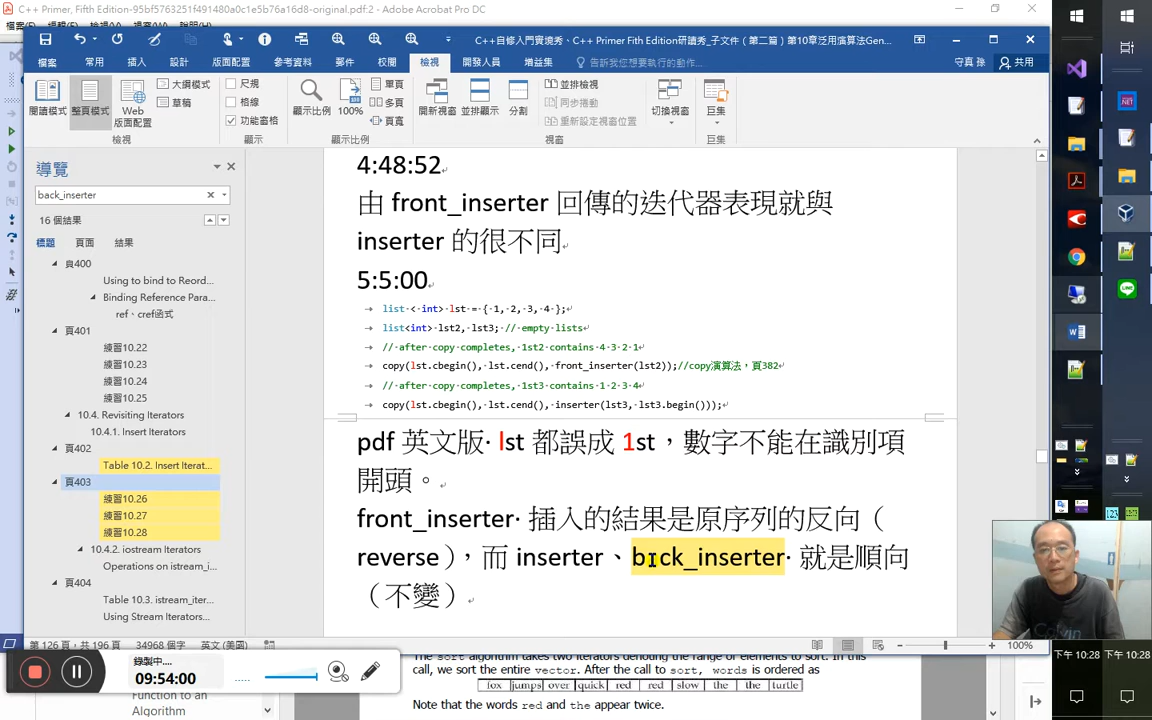 C++ Primer, Fifth Edition-95bf5763251f491480a0c1e5b76a16d8-original.pdf:2 - Adobe Acrobat Pro DC
C++自修入門實境秀、C++ Primer Fifth Edition研讀秀_子文件（第二篇）第10章泛用演算法Gen...
檔案 常用 插入 設計 版面配置 參考資料 郵件 校閱 檢視 開發人員 增益集 告訴我您想要執行的動作... 守真 孫 共用
閱讀模式 整頁模式 Web 版面配置 大綱模式 草稿
檢視
尺規
格線
功能窗格
顯示
顯示比例 100% 單頁 多頁 頁寬
顯示比例
開新視窗 並排顯示 分割 並排檢視 同步捲動 重新設定視窗位置 切換視窗
視窗
巨集
巨集
導覽
back_inserter
16 個結果
標題 頁面 結果
頁400
Using to bind to Reord...
Binding Reference Para...
ref、cref函式
頁401
練習10.22
練習10.23
練習10.24
練習10.25
10.4. Revisiting Iterators
10.4.1. Insert Iterators
頁402
Table 10.2. Insert Iterat...
頁403
練習10.26
練習10.27
練習10.28
10.4.2. iostream Iterators
Operations on istream_i...
頁404
Table 10.3. istream_iter...
Using Stream Iterators...
4:48:52
由 front_inserter 回傳的迭代器表現就與
inserter 的很不同
5:5:00
list < int> lst = { 1, 2, 3, 4 };
list<int> lst2, lst3; // empty lists
// after copy completes, 1st2 contains 4 3 2 1
copy(lst.cbegin(), lst.cend(), front_inserter(lst2));//copy演算法，頁382
// after copy completes, 1st3 contains 1 2 3 4
copy(lst.cbegin(), lst.cend(), inserter(lst3, lst3.begin()));
pdf 英文版 lst 都誤成 1st，數字不能在識別項
開頭。
front_inserter 插入的結果是原序列的反向（
reverse），而 inserter、back_inserter 就是順向
（不變）
第 126 頁，共 196 頁 34968 個字 英文 (美國) 100%
錄製中....
09:54:00
Function to an
Algorithm
The sort algorithm takes two iterators denoting the range of elements to sort. In this
call, we sort the entire vector. After the call to sort, words is ordered as
fox jumps over quick red red slow the the turtle
Note that the words red and the appear twice.
下午 10:28 下午 10:28